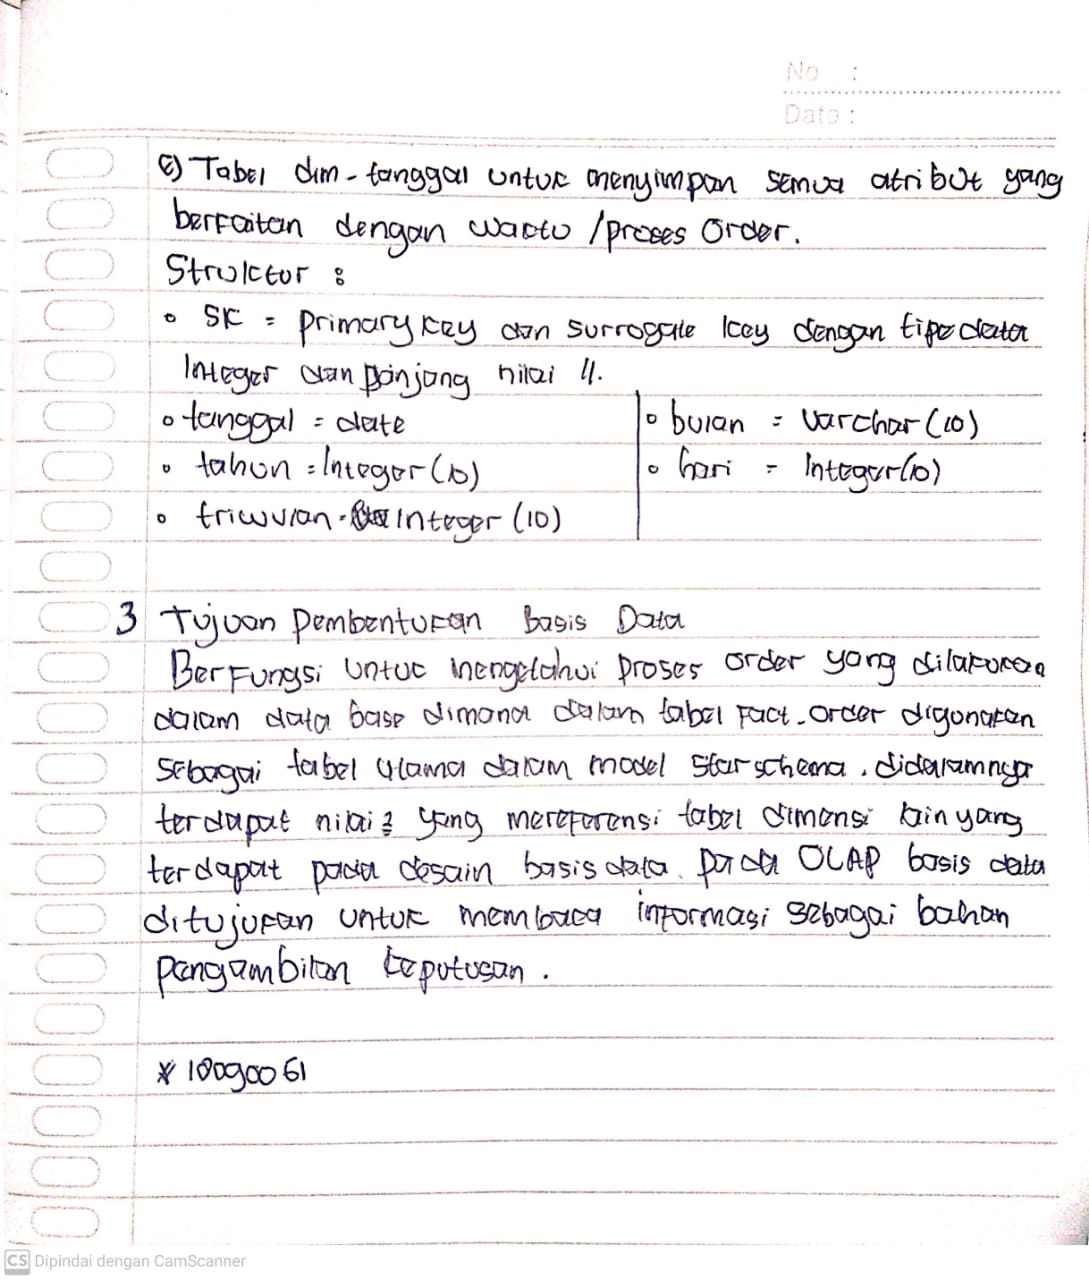 No :
Date :
E) Tabel dim-tanggal untuk menyimpan semua atribut yang
berkaitan dengan waktu / proses Order.
Struktur :
• SK = primary key dan surrogate key dengan tipe data
Integer dan panjang nilai 11.
• tanggal = date
• tahun = Integer (10)
• triwulan = Integer (10)
• bulan = Varchar (10)
• hari = Integer (10)
3 Tujuan Pembentukan Basis Data
Berfungsi untuk mengetahui proses order yang dilakukan
dalam data base dimana dalam tabel Fact-order digunakan
sebagai tabel utama dalam model star schema. didalamnya
terdapat nilai2 yang mereferensi tabel dimensi lain yang
terdapat pada desain basis data. pada OLAP basis data
ditujukan untuk membaca informasi sebagai bahan
pengambilan keputusan.
* 18090061
CS Dipindai dengan CamScanner